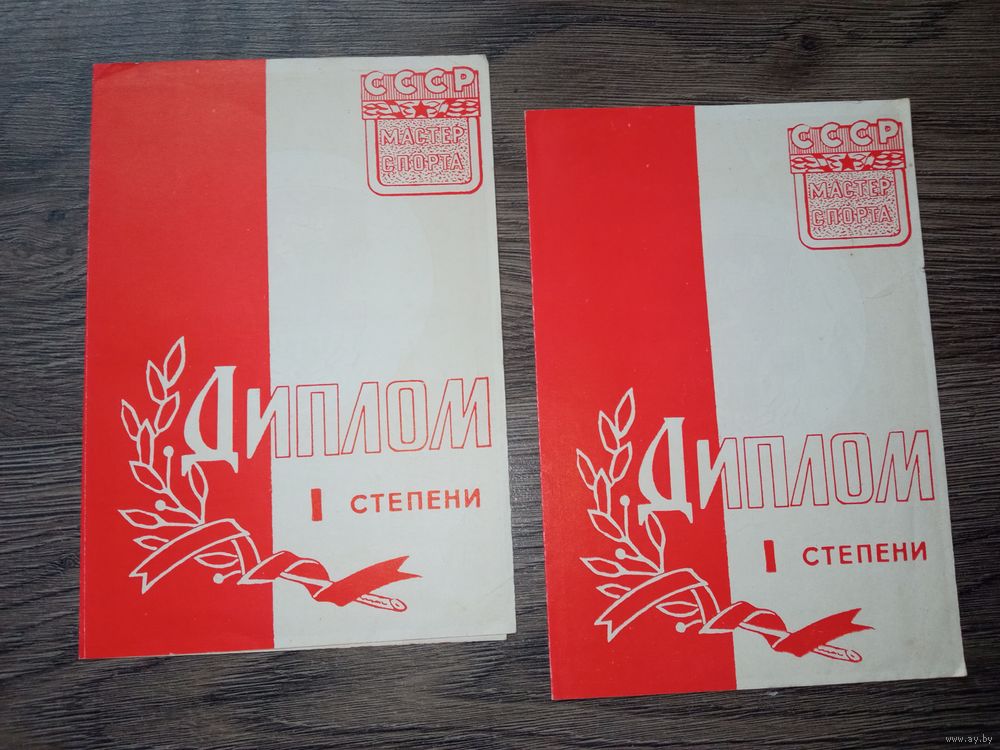 СССР
МАСТЕР
СПОРТА
ДИПЛОМ
I СТЕПЕНИ
СССР
МАСТЕР
СПОРТА
ДИПЛОМ
I СТЕПЕНИ
www.ay.by